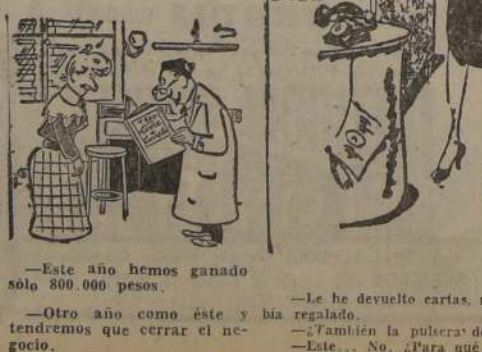 —Este año hemos ganado
sólo 800.000 pesos.
—Otro año como éste y
tendremos que cerrar el ne-
gocio.
—Le he devuelto cartas,
bía regalado.
—¿También la pulsera
—Este... No. ¿Para qué